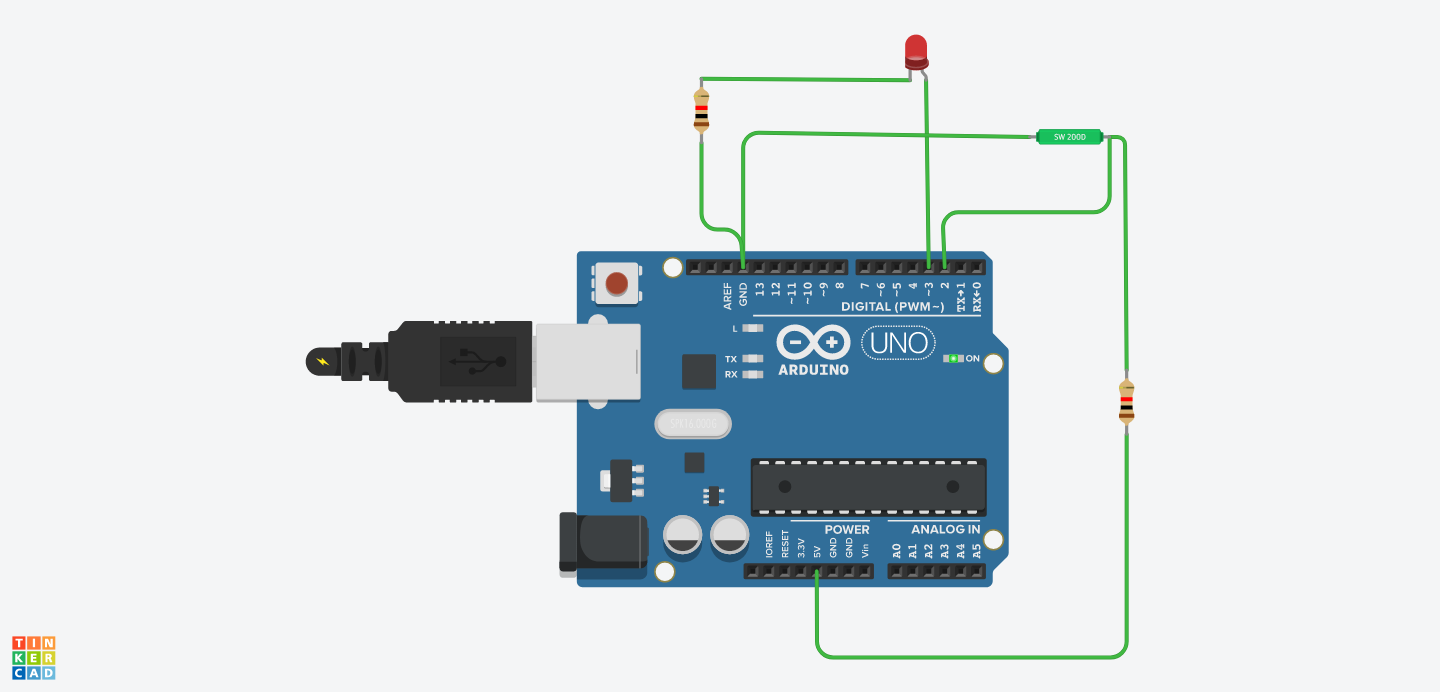 SW 200D
AREF
GND
13
12
~11
~10
~9
8
7
~6
~5
4
~3
2
TX→1
RX←0
DIGITAL (PWM~)
L
TX
RX
ARDUINO
UNO
ON
POWER
ANALOG IN
IOREF
RESET
3.3V
5V
GND
GND
Vin
A0
A1
A2
A3
A4
A5
TIN
KER
CAD